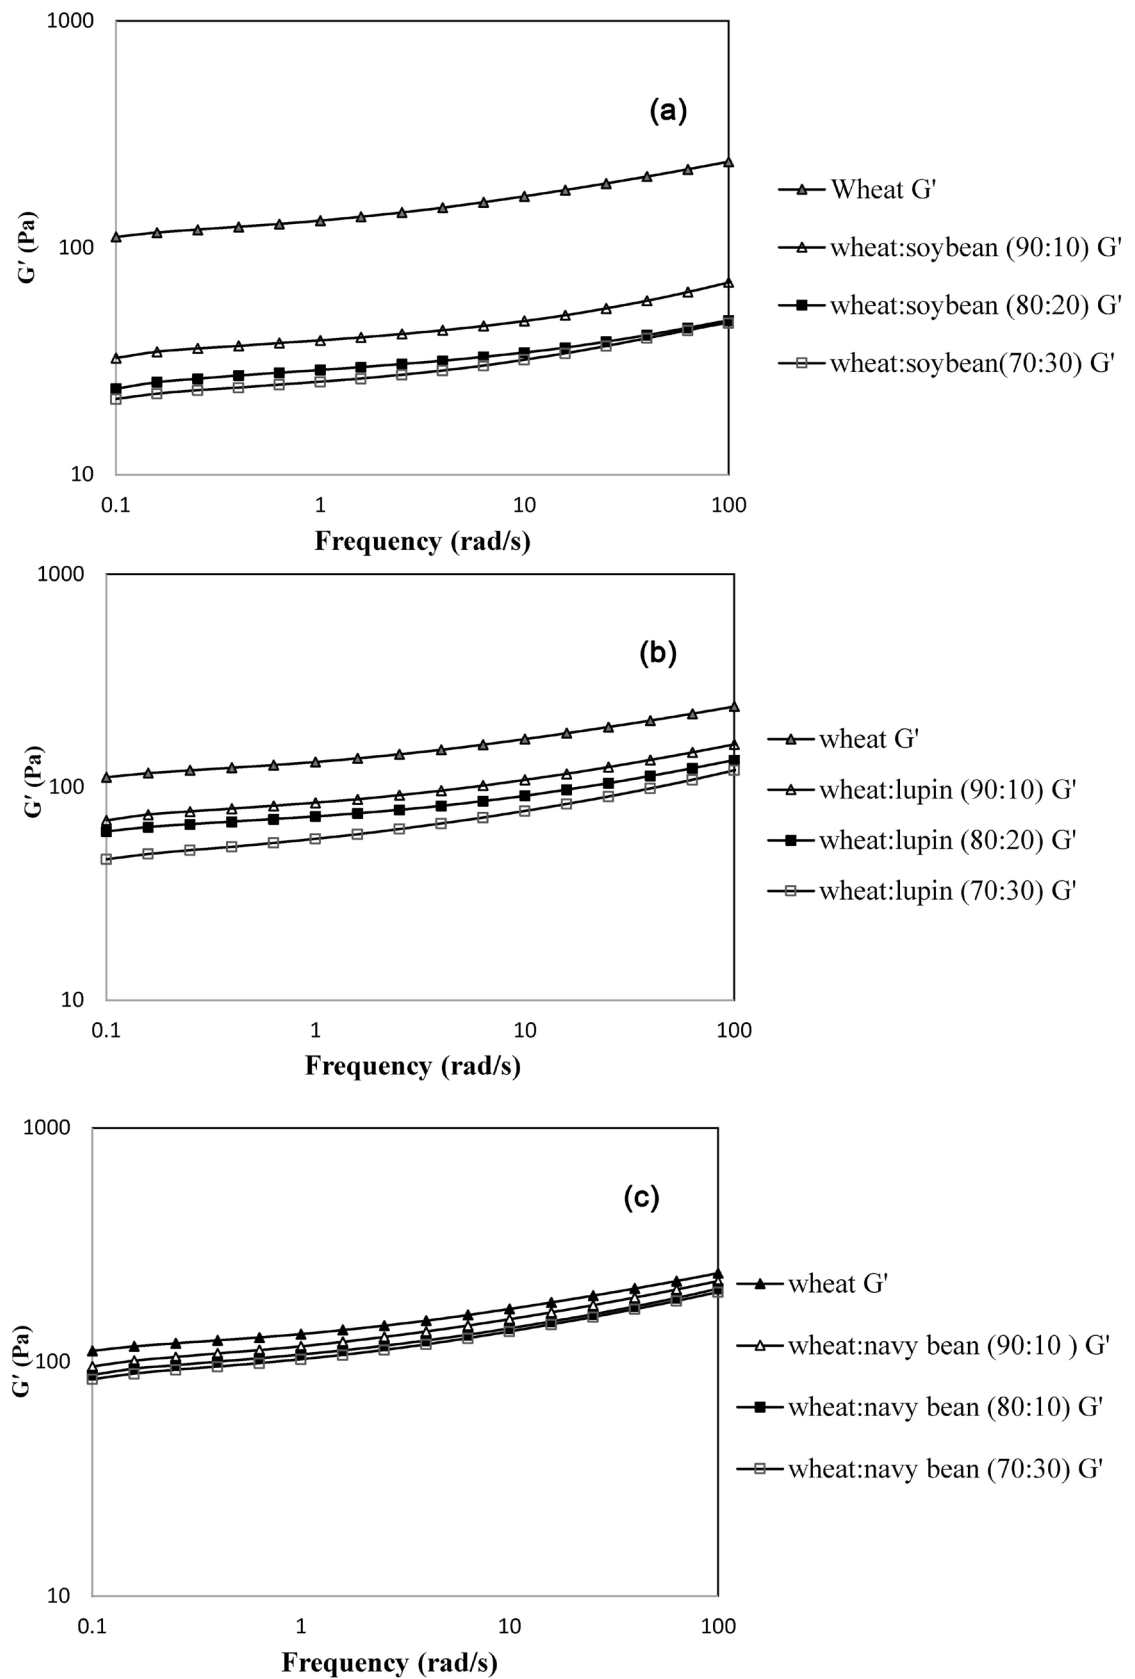 1000
(a)
G' (Pa)
100
10
0.1 1 10 100
Frequency (rad/s)
Wheat G'
wheat:soybean (90:10) G'
wheat:soybean (80:20) G'
wheat:soybean(70:30) G'
1000
(b)
G' (Pa)
100
10
0.1 1 10 100
Frequency (rad/s)
wheat G'
wheat:lupin (90:10) G'
wheat:lupin (80:20) G'
wheat:lupin (70:30) G'
1000
(c)
G' (Pa)
100
10
0.1 1 10 100
Frequency (rad/s)
wheat G'
wheat:navy bean (90:10 ) G'
wheat:navy bean (80:10) G'
wheat:navy bean (70:30) G'